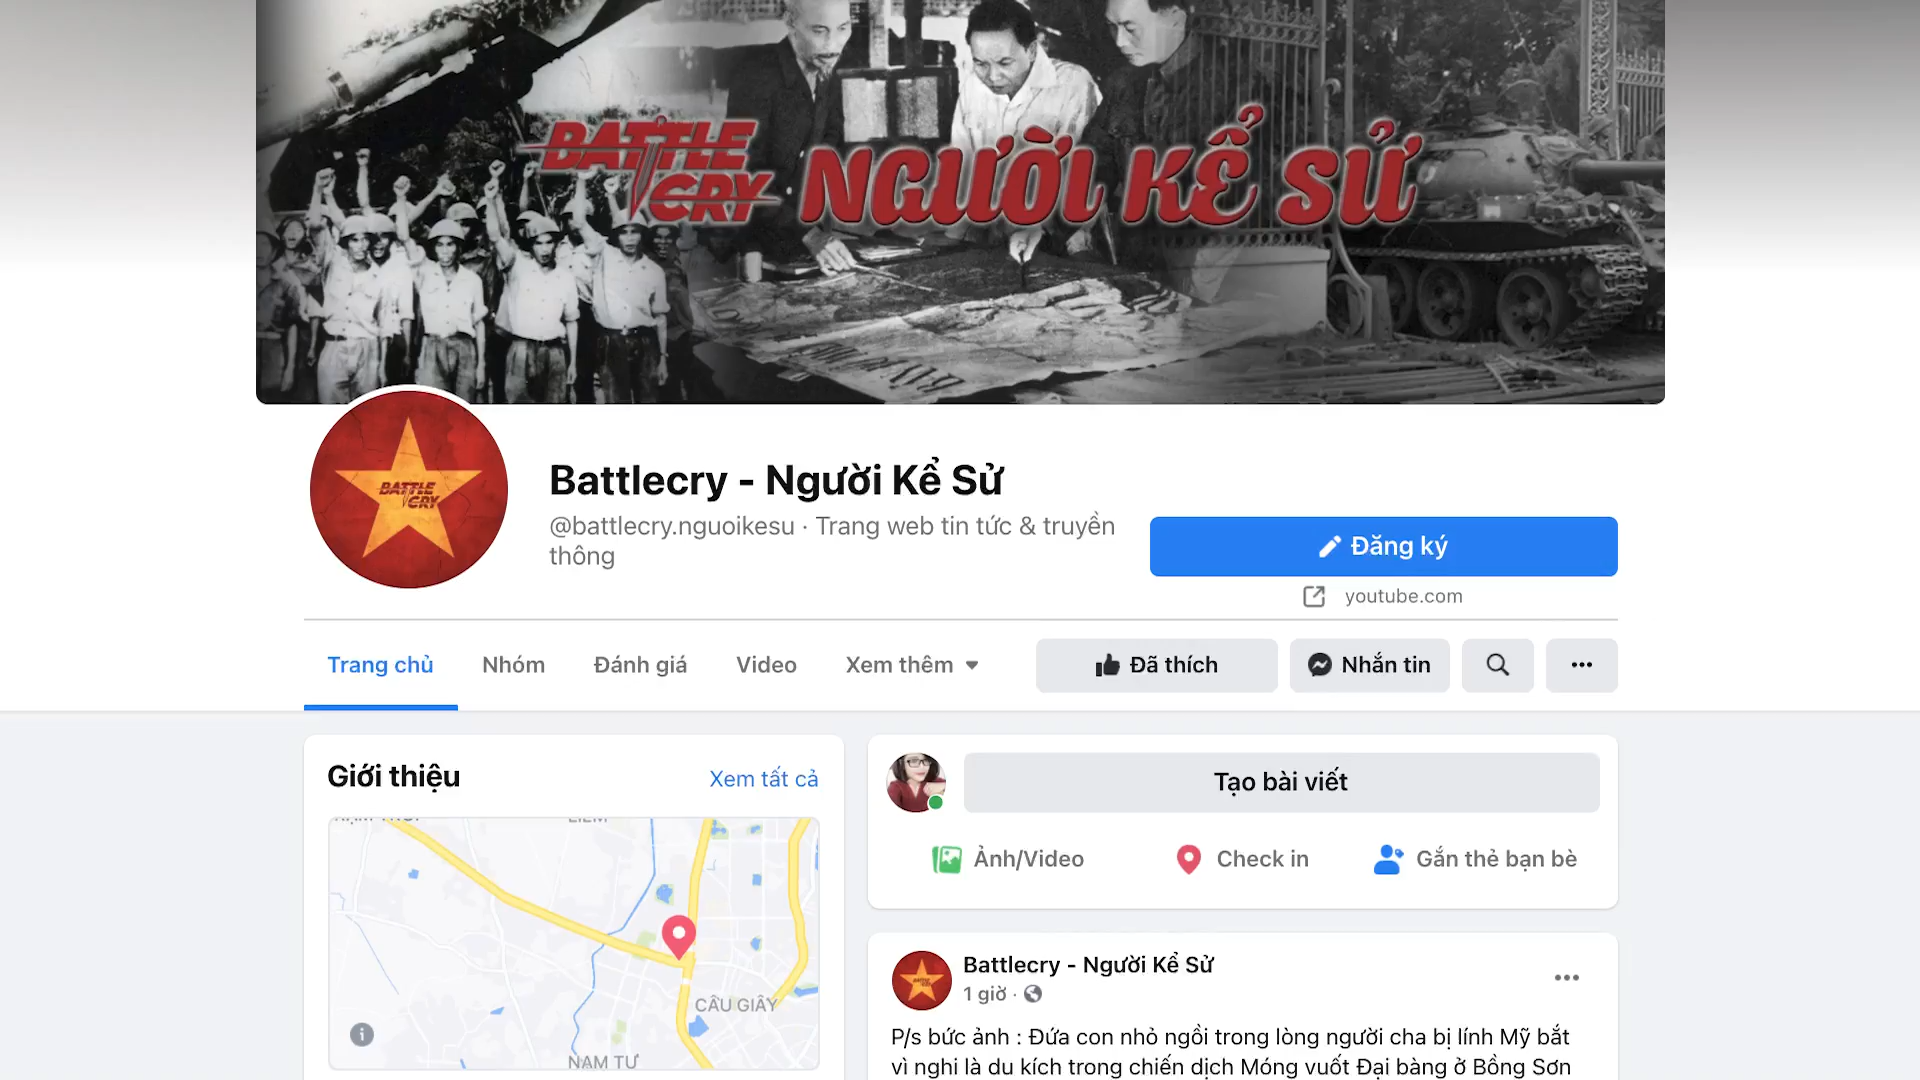 BATTLE
CRY
NGƯỜI KỂ SỬ
BATTLE
CRY
Battlecry - Người Kể Sử
@battlecry.nguoikesu · Trang web tin tức & truyền
thông
Đăng ký
youtube.com
Trang chủ
Nhóm
Đánh giá
Video
Xem thêm
Đã thích
Nhắn tin
Giới thiệu
Xem tất cả
CẦU GIẤY
NAM TỪ
Tạo bài viết
Ảnh/Video
Check in
Gắn thẻ bạn bè
Battlecry - Người Kể Sử
1 giờ ·
P/s bức ảnh : Đứa con nhỏ ngồi trong lòng người cha bị lính Mỹ bắt
vì nghi là du kích trong chiến dịch Móng vuốt Đại bàng ở Bồng Sơn